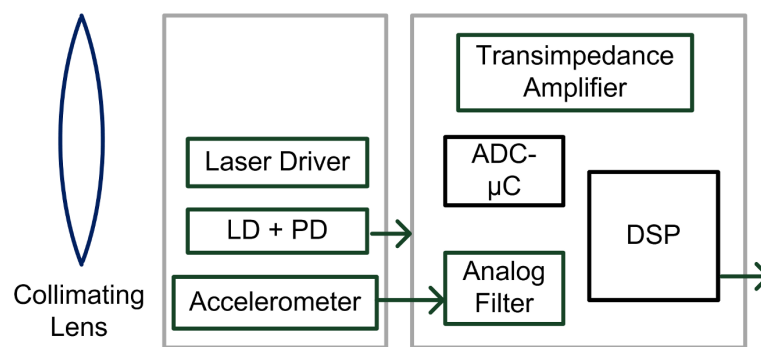 Collimating
Lens
Laser Driver
LD + PD
Accelerometer
Transimpedance
Amplifier
ADC-
µC
Analog
Filter
DSP